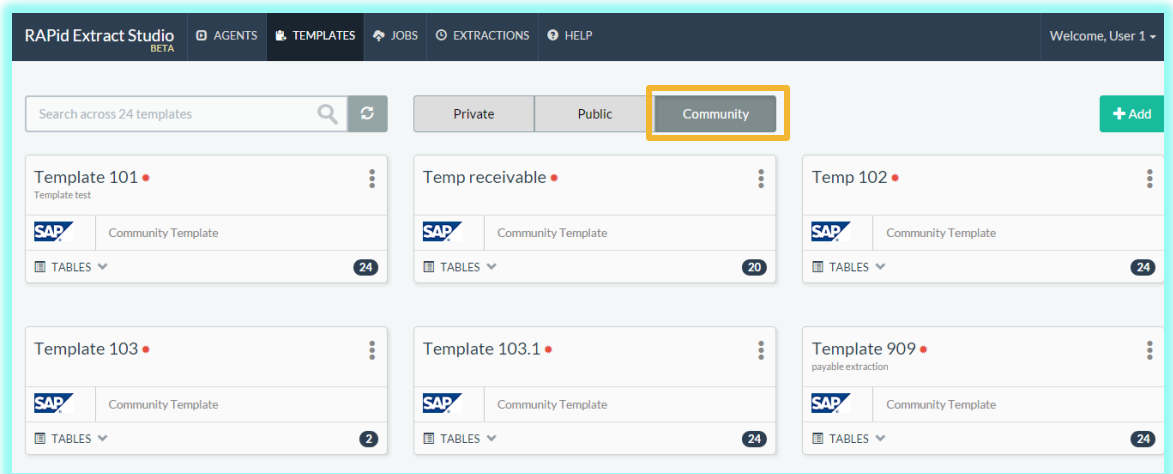 RAPid Extract Studio BETA AGENTS TEMPLATES JOBS EXTRACTIONS HELP Welcome, User 1
Search across 24 templates Private Public Community Add
Template 101 Temp receivable Temp 102
Template test
SAP Community Template SAP Community Template SAP Community Template
TABLES 24 TABLES 20 TABLES 24
Template 103 Template 103.1 Template 909
payable extraction
SAP Community Template SAP Community Template SAP Community Template
TABLES 2 TABLES 24 TABLES 24